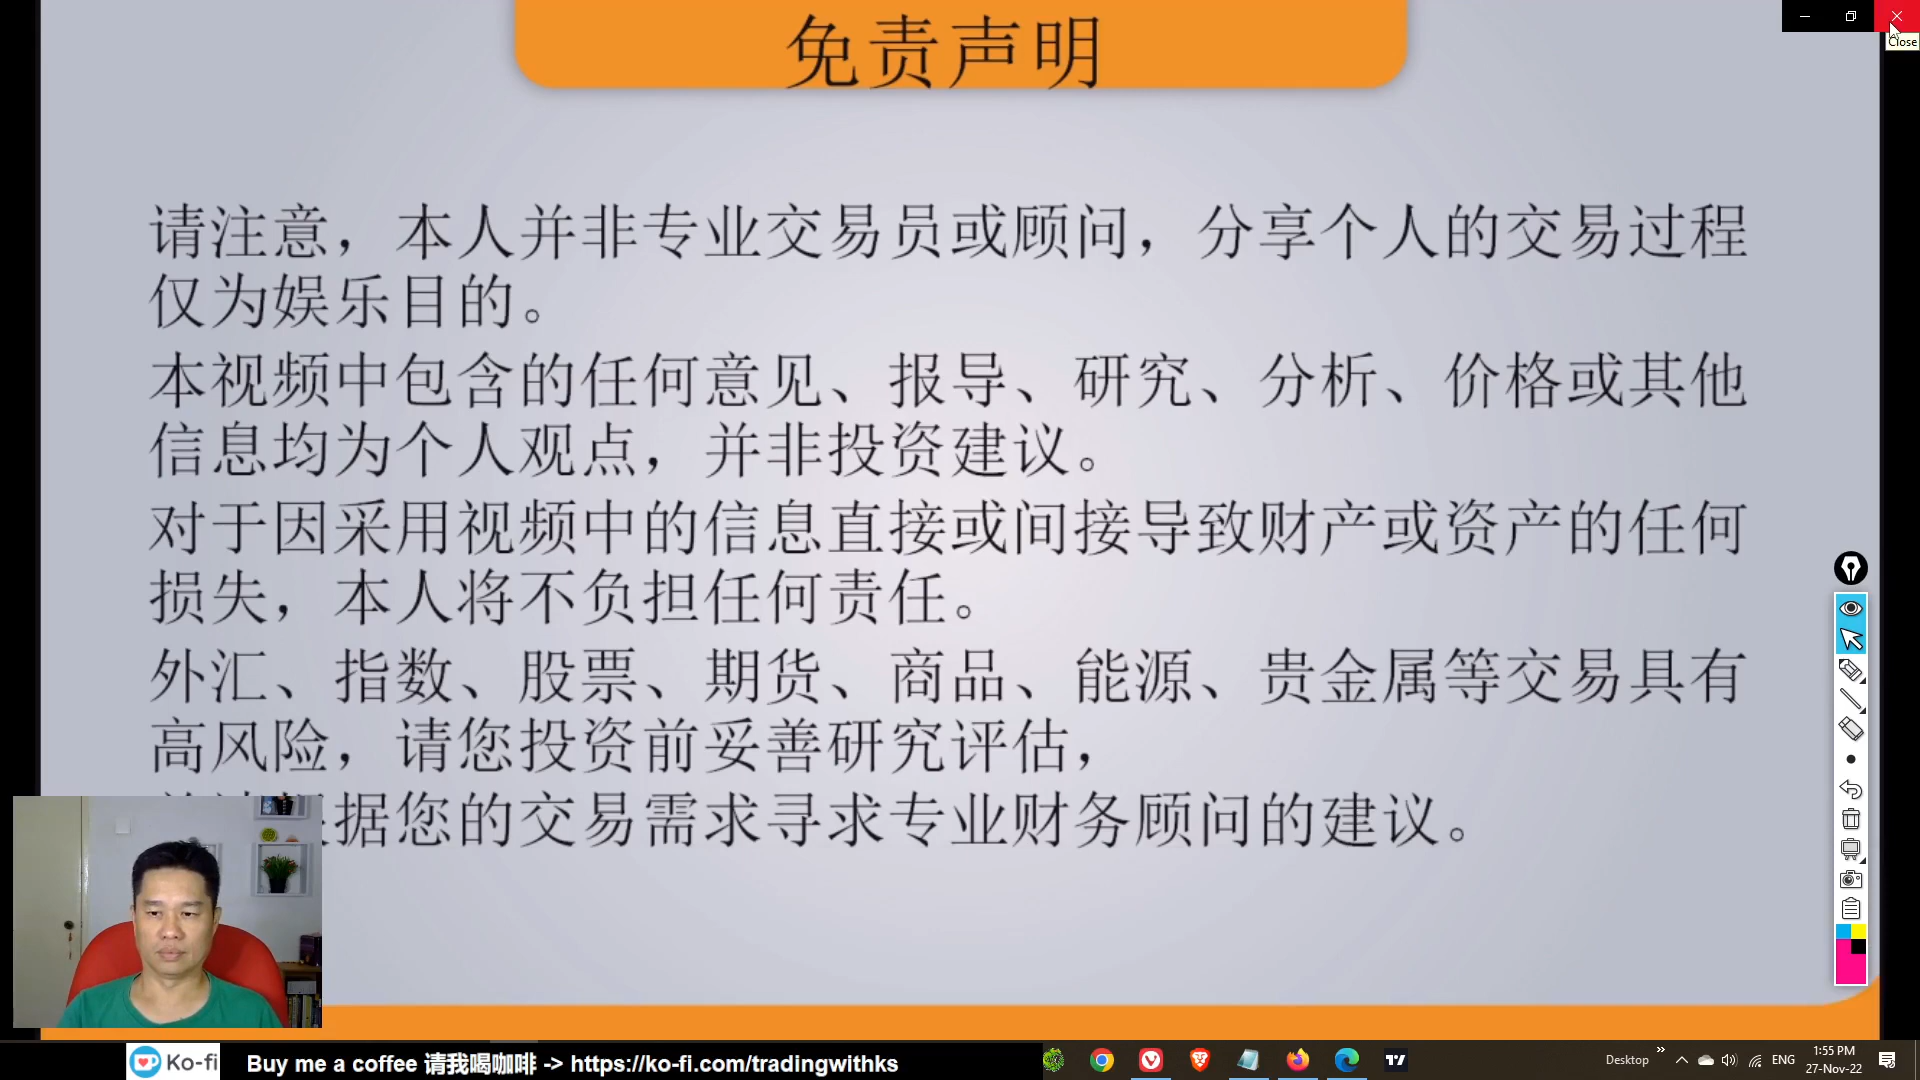 免责声明
Close
请注意，本人并非专业交易员或顾问，分享个人的交易过程
仅为娱乐目的。
本视频中包含的任何意见、报导、研究、分析、价格或其他
信息均为个人观点，并非投资建议。
对于因采用视频中的信息直接或间接导致财产或资产的任何
损失，本人将不负担任何责任。
外汇、指数、股票、期货、商品、能源、贵金属等交易具有
高风险，请您投资前妥善研究评估，
据您的交易需求寻求专业财务顾问的建议。
Ko-fi Buy me a coffee 请我喝咖啡 -> https://ko-fi.com/tradingwithks
Desktop
ENG
1:55 PM
27-Nov-22